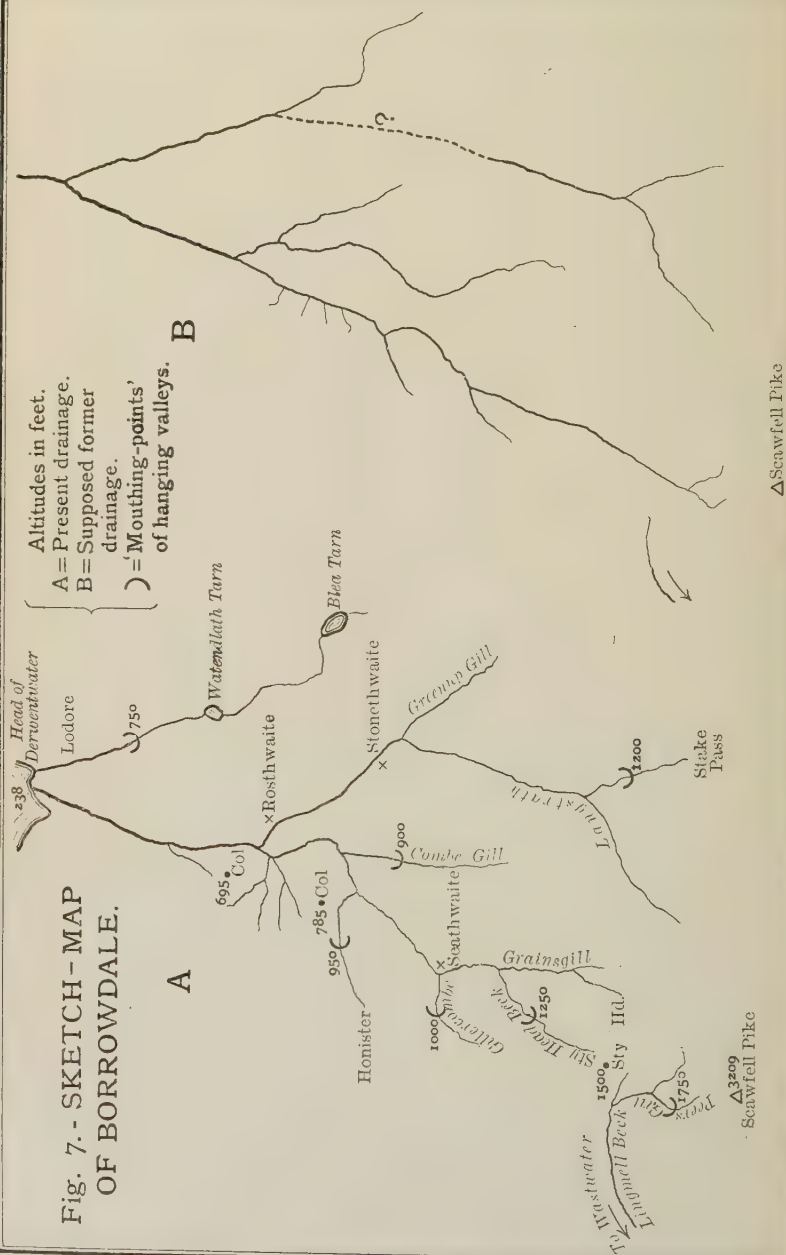 Fig. 7.- SKETCH-MAP
OF BORROWDALE.
Altitudes in feet.
A = Present drainage.
B = Supposed former
drainage.
) = 'Mouthing-points'
of hanging valleys.
A
B
Head of
Derwentwater
238
Lodore
750
Watendlath Tarn
Blea Tarn
×Rosthwaite
Stonethwaite
×
Greenup Gill
Langstrath
1200
Stake
Pass
695•
Col
785•Col
950
Honister
900
Combe Gill
×
Seathwaite
1000
Gillercombe
Grainsgill
Sty Head Beck
1250
1500•
Sty Hd.
To Wastwater
Lingmell Beck
Piers Gill
1750
△3209
Scawfell Pike
?
△Scawfell Pike